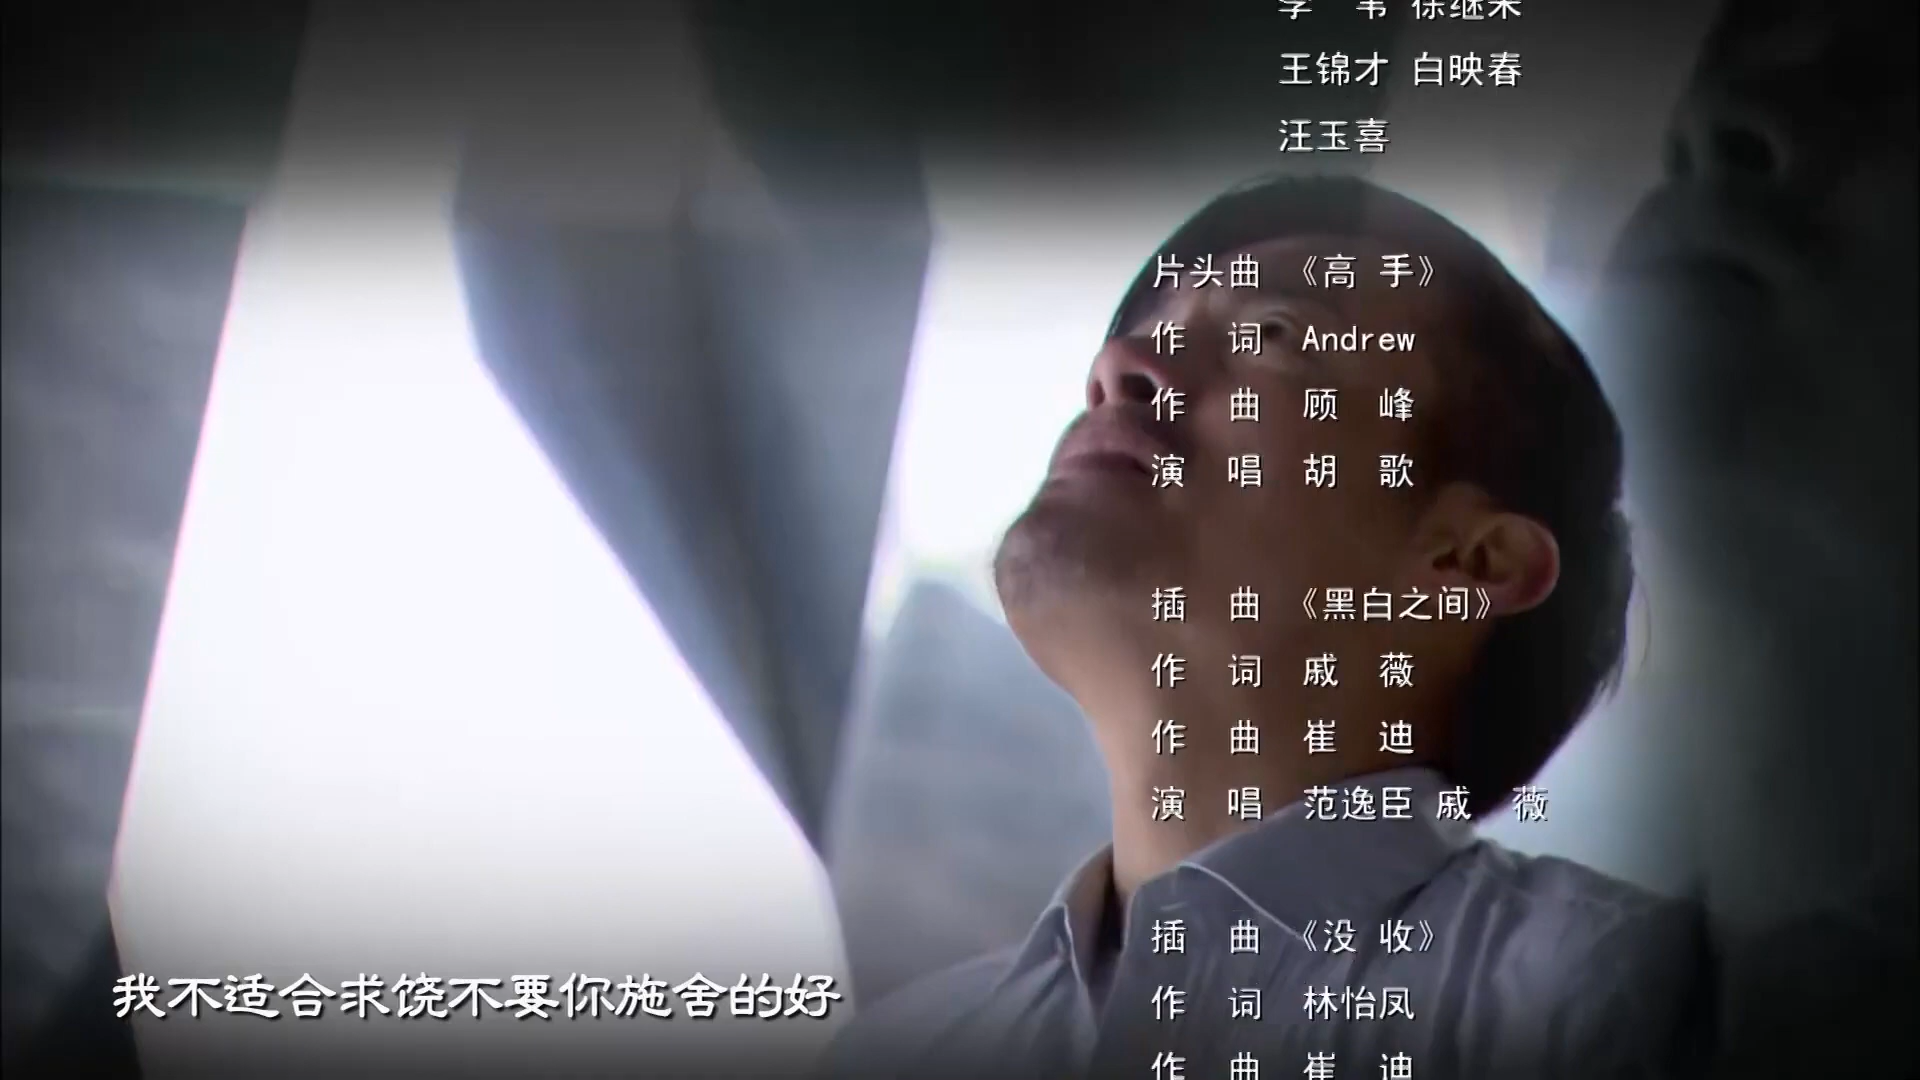 王锦才 白映春
汪玉喜
片头曲 《高 手》
作 词 Andrew
作 曲 顾 峰
演 唱 胡 歌
插 曲 《黑白之间》
作 词 戚 薇
作 曲 崔 迪
演 唱 范逸臣 戚 薇
插 曲 《没 收》
作 词 林怡凤
作 曲 崔 迪
我不适合求饶不要你施舍的好